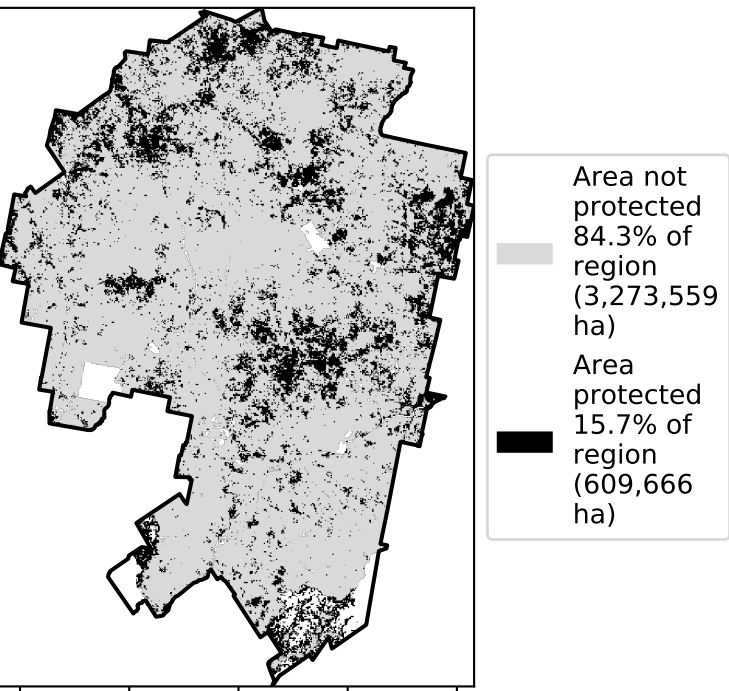 Area not
protected
84.3% of
region
(3,273,559
ha)
Area
protected
15.7% of
region
(609,666
ha)